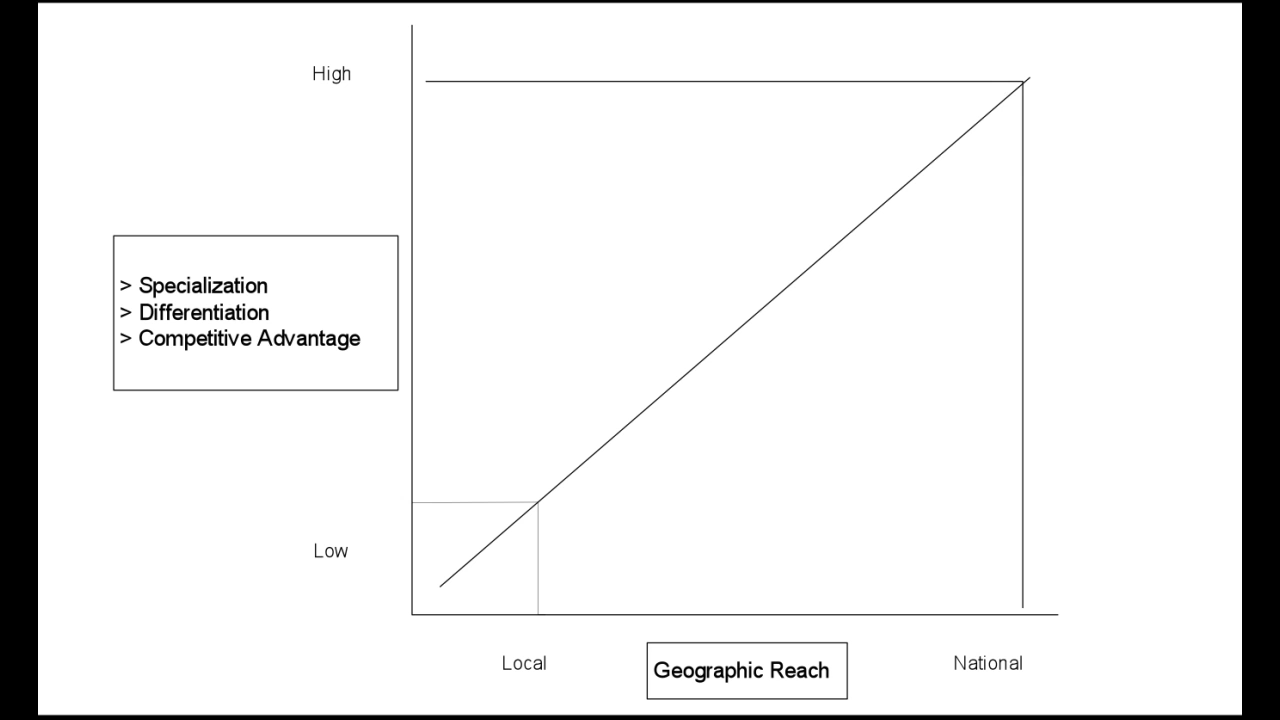 High
> Specialization
> Differentiation
> Competitive Advantage
Low
Local
Geographic Reach
National